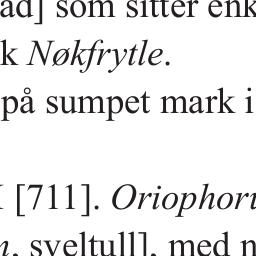 ad] som sitter enk
k Nøkfrytle.
på sumpet mark i
[711]. Oriophoru
n, sveltull], med n